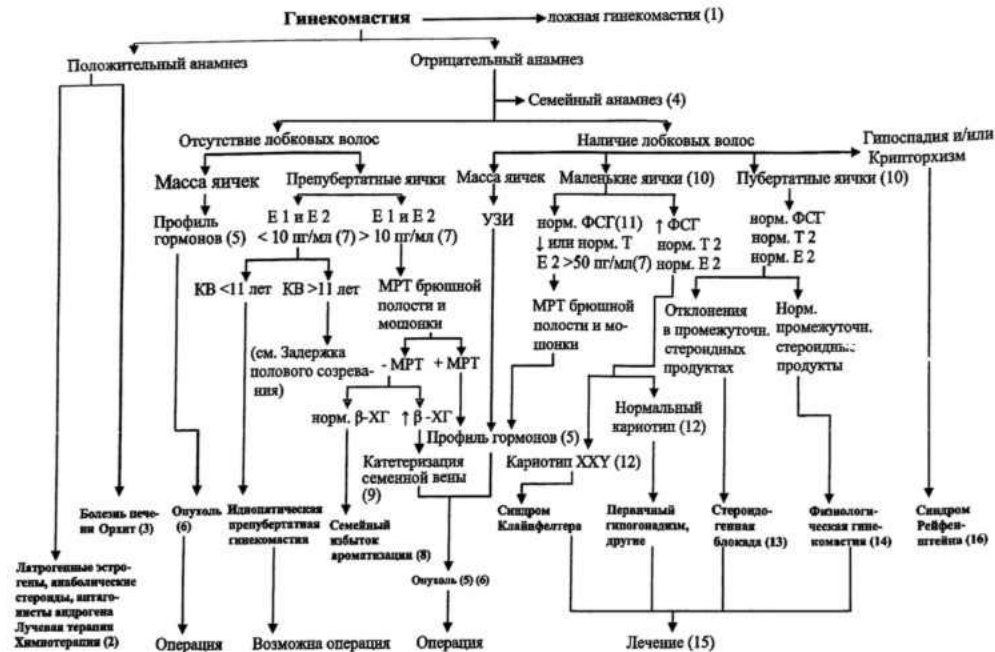 Гинекомастия
ложная гинекомастия (1)
Положительный анамнез
Отрицательный анамнез
Семейный анамнез (4)
Отсутствие лобковых волос
Наличие лобковых волос
Гипоспадия и/или
Крипторхизм
Масса яичек
Препубертатные яички
Масса яичек
Маленькие яички (10)
Пубертатные яички (10)
Профиль
гормонов (5)
Е 1 и Е 2
< 10 пг/мл (7)
Е 1 и Е 2
> 10 пг/мл (7)
УЗИ
норм. ФСГ(11)
↓ или норм. Т
Е 2 >50 пг/мл(7)
↑ ФСГ
норм. Т 2
норм. Е 2
норм. ФСГ
норм. Т 2
норм. Е 2
КВ <11 лет
КВ >11 лет
МРТ брюшной
полости и
мошонки
МРТ брюшной
полости и мо-
шонки
Отклонения
в промежуточн.
стероидных
продуктах
Норм.
промежуточн.
стероидные
продукты
(см. Задержка
полового созрева-
ния)
- МРТ
+ МРТ
норм. β-ХГ
↑ β -ХГ
Нормальный
кариотип (12)
Профиль гормонов (5)
Катетеризация
семенной вены
(9)
Кариотип XXY (12)
Болезнь пече-
ни Орхит (3)
Опухоль
(6)
Идиопатическая
препубертатная
гинекомастия
Семейный
избыток
ароматизации (8)
Синдром
Клайнфелтера
Первичный
гипогонадизм,
другие
Стероидо-
генная
блокада (13)
Физиологи-
ческая гине-
комастия (14)
Синдром
Рейфен-
штейна (16)
Латрогенные эстро-
гены, анаболические
стероиды, антаго-
нисты андрогена
Лучевая терапия
Химиотерапия (2)
Опухоль (5) (6)
Операция
Возможна операция
Операция
Лечение (15)